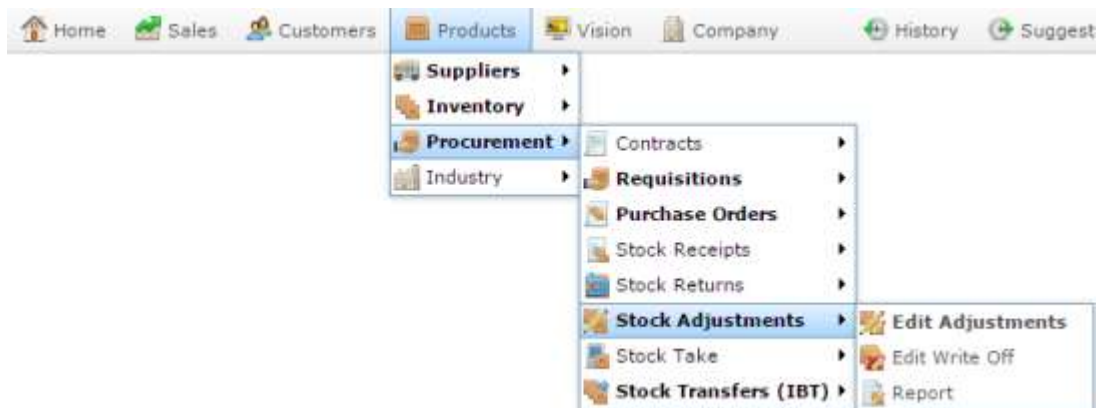 Home Sales Customers Products Vision Company History Suggest
Suppliers
Inventory
Procurement
Industry
Contracts
Requisitions
Purchase Orders
Stock Receipts
Stock Returns
Stock Adjustments
Stock Take
Stock Transfers (IBT)
Edit Adjustments
Edit Write Off
Report